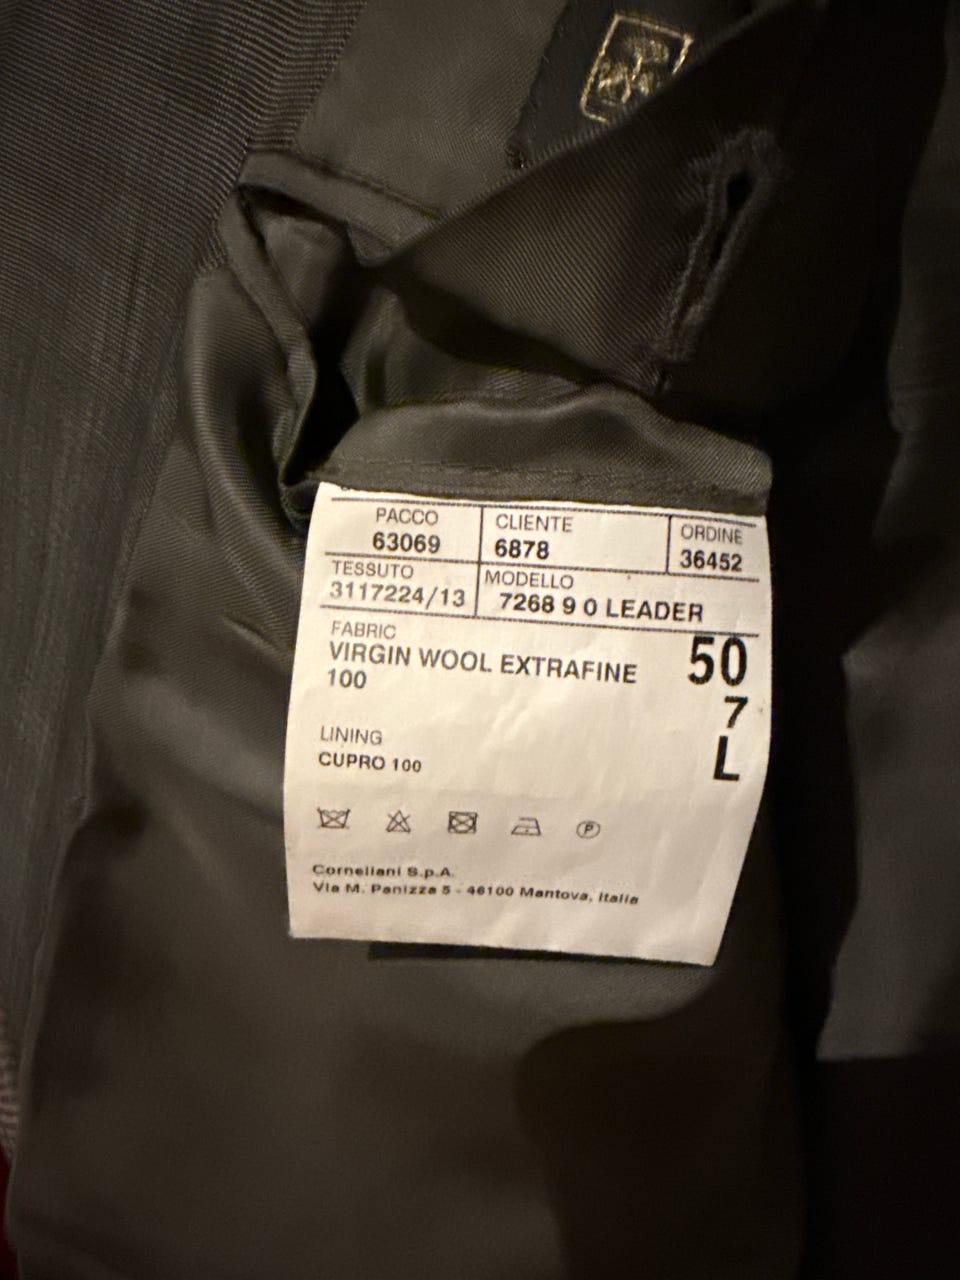 PACCO CLIENTE ORDINE
63069 6878 36452
TESSUTO MODELLO
3117224/13 7268 9 0 LEADER
FABRIC
VIRGIN WOOL EXTRAFINE 50
100
7
LINING
CUPRO 100 L
P
Corneliani S.p.A.
Via M. Panizza 5 - 46100 Mantova, Italia